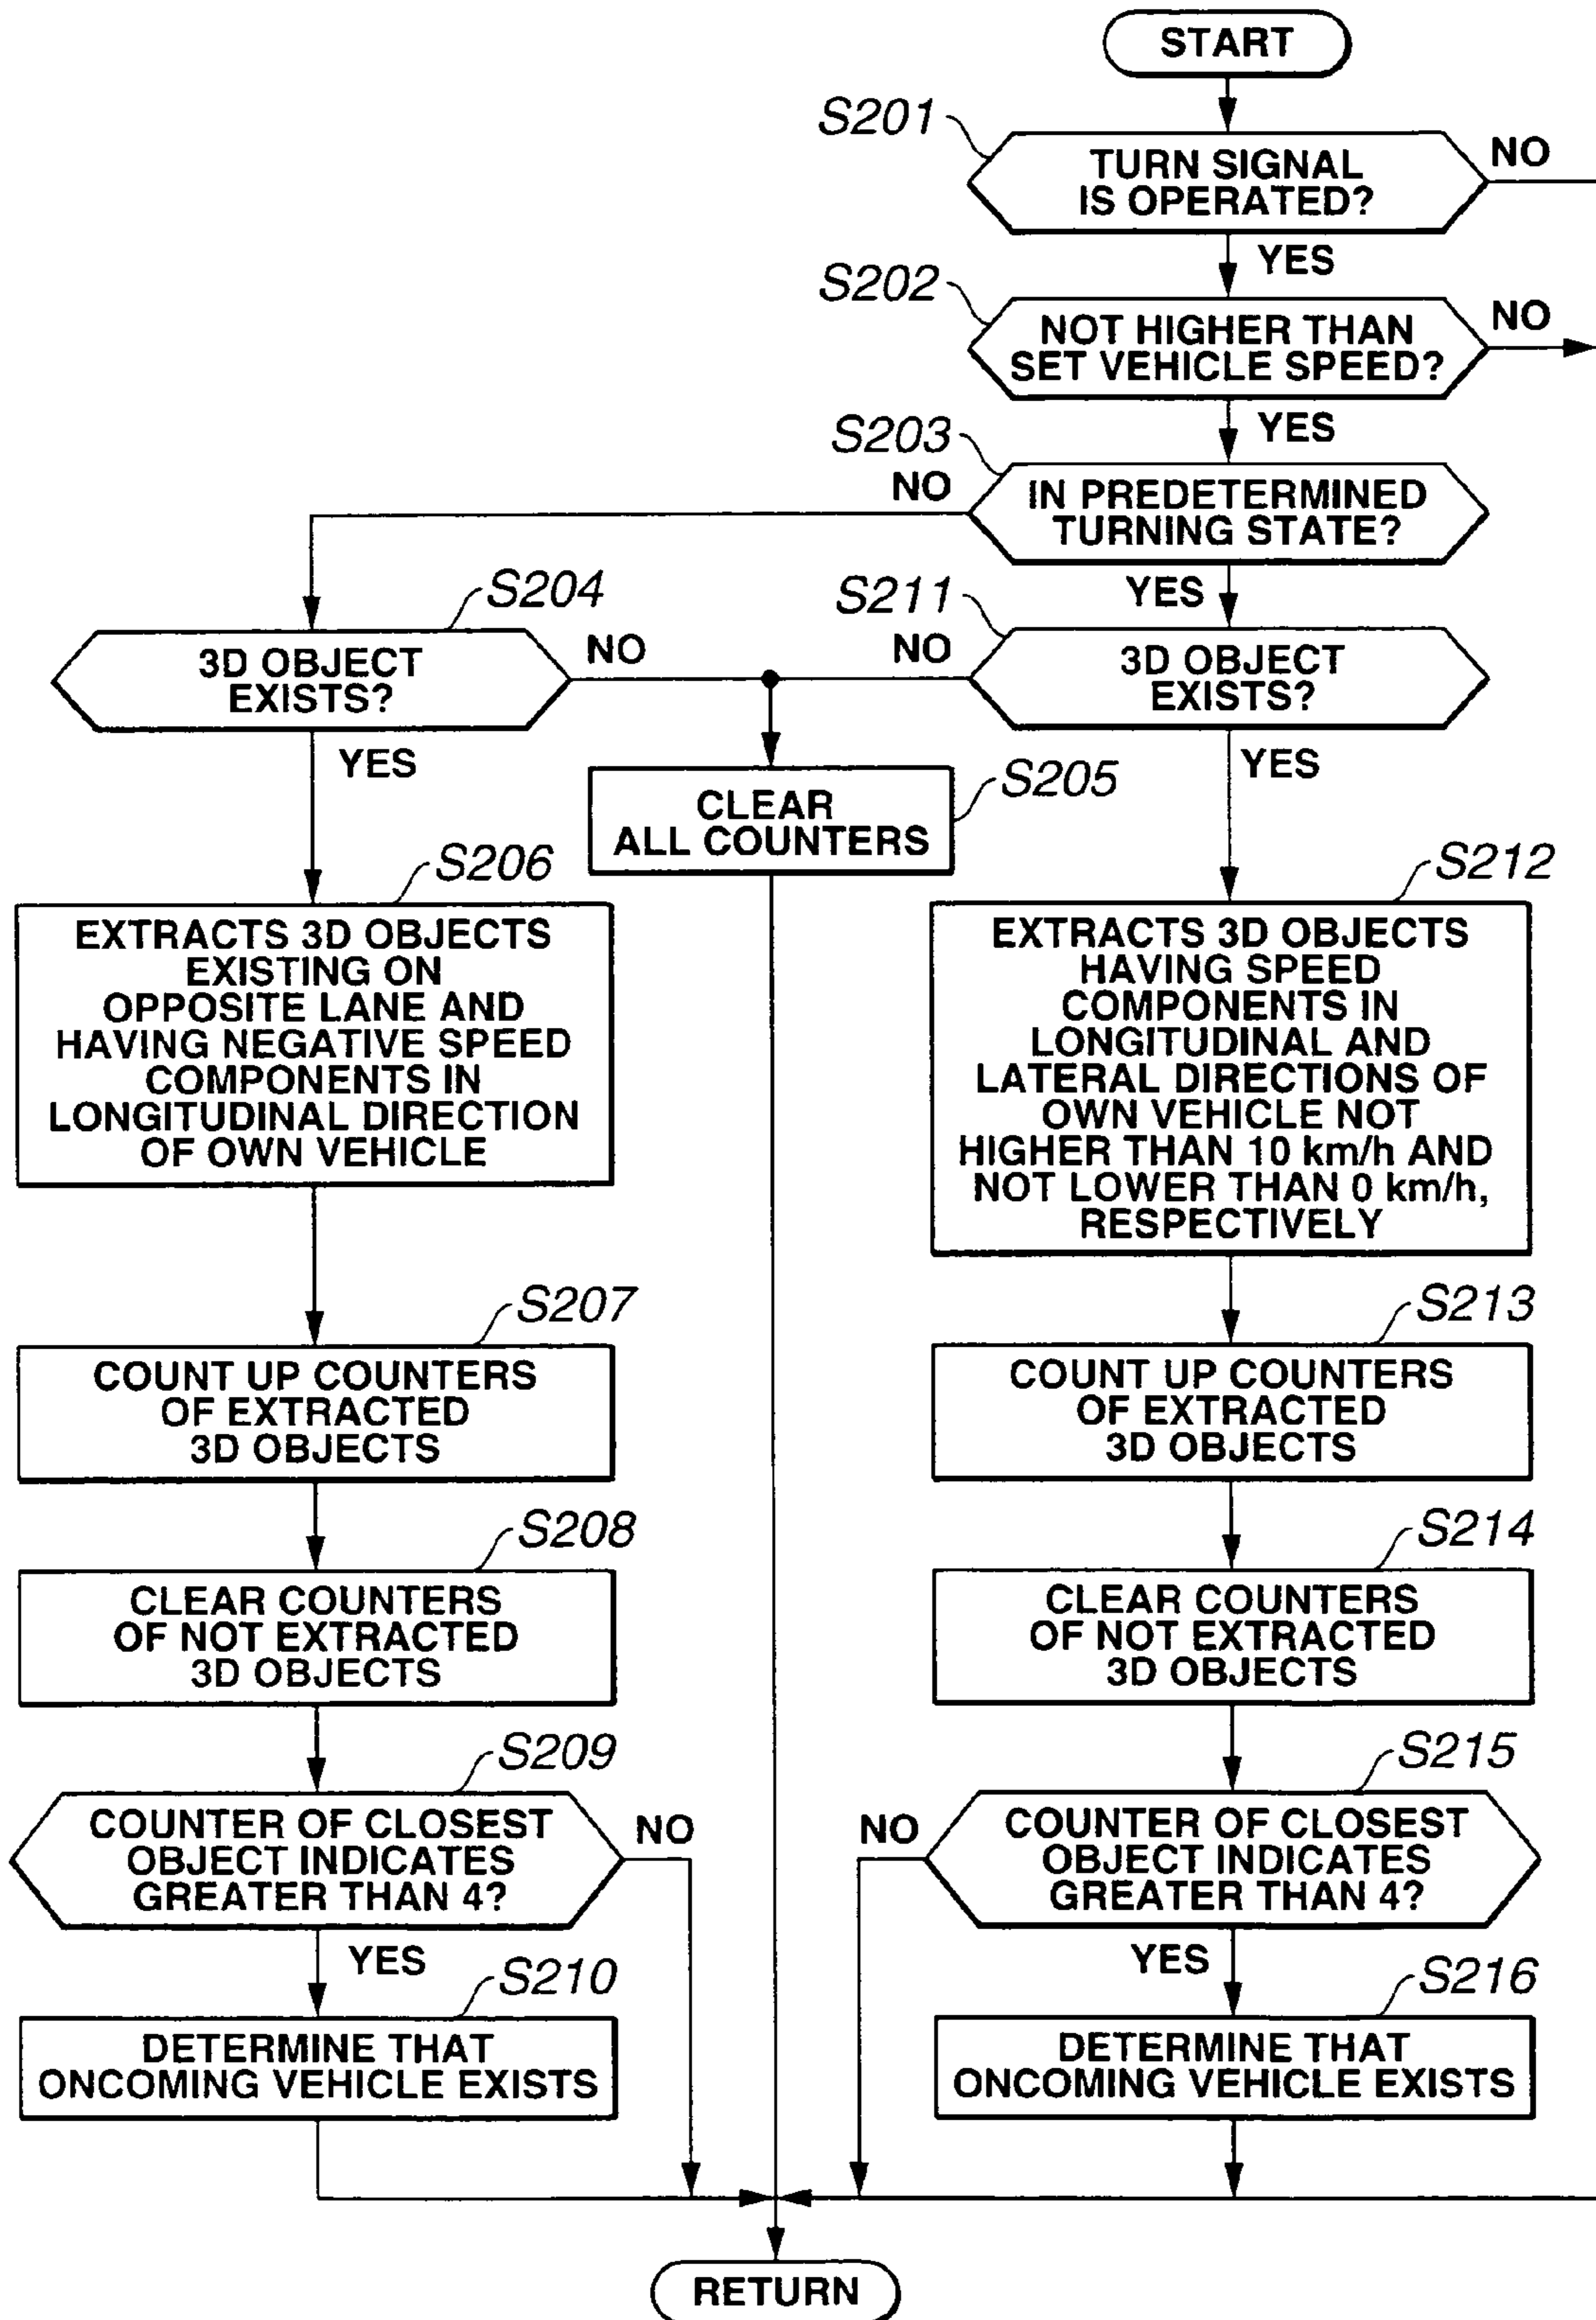 START
S201
TURN SIGNAL
IS OPERATED?
NO
YES
S202
NOT HIGHER THAN
SET VEHICLE SPEED?
NO
YES
S203
NO
IN PREDETERMINED
TURNING STATE?
YES
S204
3D OBJECT
EXISTS?
NO
YES
S211
NO
3D OBJECT
EXISTS?
YES
CLEAR
ALL COUNTERS
S205
S206
EXTRACTS 3D OBJECTS
EXISTING ON
OPPOSITE LANE AND
HAVING NEGATIVE SPEED
COMPONENTS IN
LONGITUDINAL DIRECTION
OF OWN VEHICLE
S212
EXTRACTS 3D OBJECTS
HAVING SPEED
COMPONENTS IN
LONGITUDINAL AND
LATERAL DIRECTIONS OF
OWN VEHICLE NOT
HIGHER THAN 10 km/h AND
NOT LOWER THAN 0 km/h,
RESPECTIVELY
S207
COUNT UP COUNTERS
OF EXTRACTED
3D OBJECTS
S213
COUNT UP COUNTERS
OF EXTRACTED
3D OBJECTS
S208
CLEAR COUNTERS
OF NOT EXTRACTED
3D OBJECTS
S214
CLEAR COUNTERS
OF NOT EXTRACTED
3D OBJECTS
S209
COUNTER OF CLOSEST
OBJECT INDICATES
GREATER THAN 4?
NO
YES
S215
NO
COUNTER OF CLOSEST
OBJECT INDICATES
GREATER THAN 4?
YES
S210
DETERMINE THAT
ONCOMING VEHICLE EXISTS
S216
DETERMINE THAT
ONCOMING VEHICLE EXISTS
RETURN